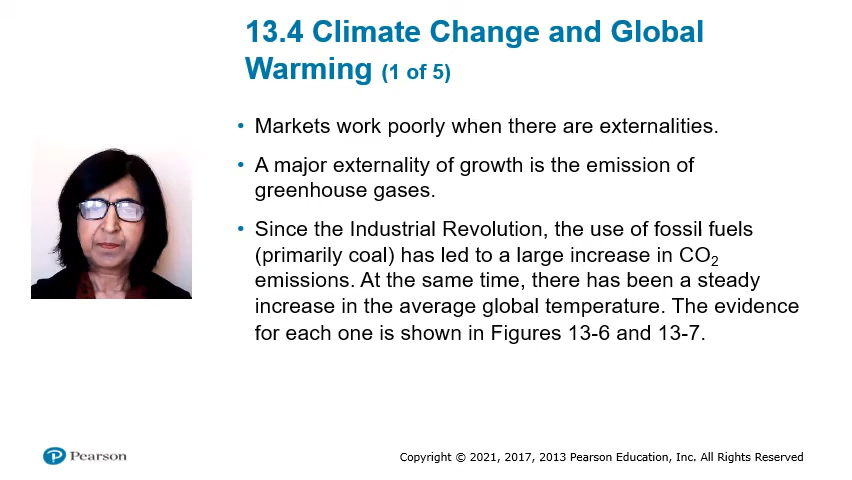 13.4 Climate Change and Global
Warming (1 of 5)
• Markets work poorly when there are externalities.
• A major externality of growth is the emission of
greenhouse gases.
• Since the Industrial Revolution, the use of fossil fuels
(primarily coal) has led to a large increase in CO₂
emissions. At the same time, there has been a steady
increase in the average global temperature. The evidence
for each one is shown in Figures 13-6 and 13-7.
Pearson
Copyright © 2021, 2017, 2013 Pearson Education, Inc. All Rights Reserved